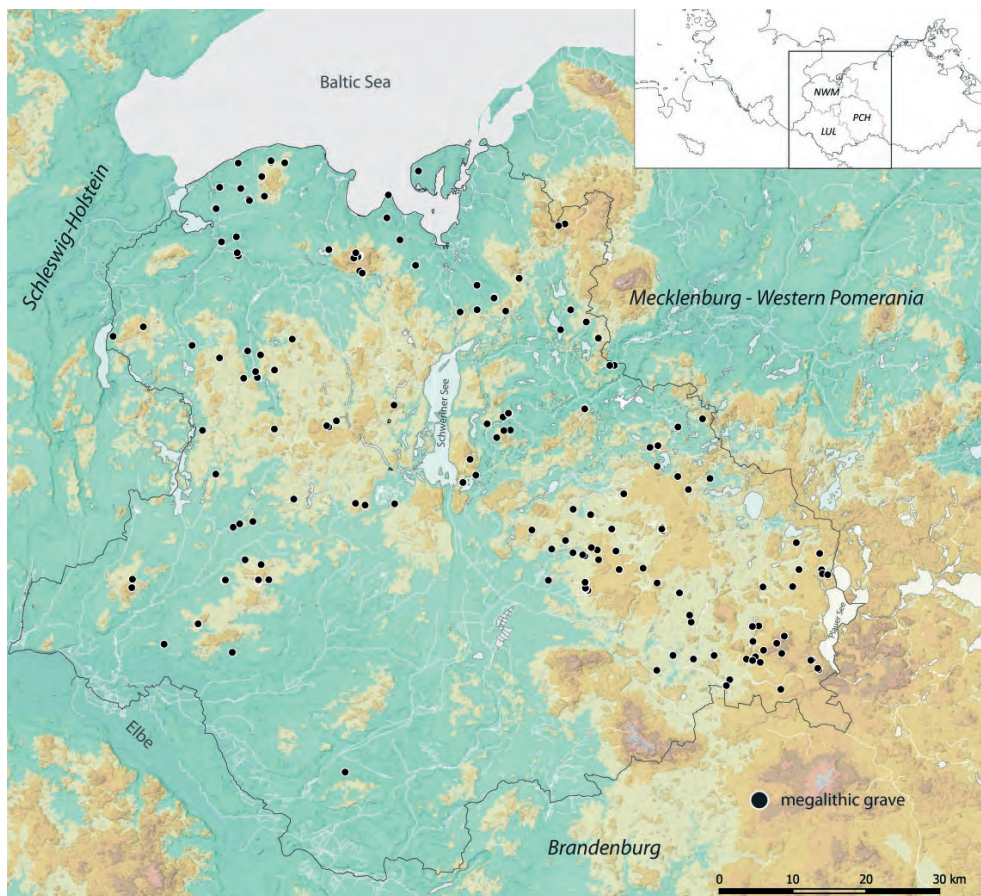 Baltic Sea
NWM
PCH
LUL
Schleswig-Holstein
Mecklenburg - Western Pomerania
Schweriner See
Plauer See
Elbe
megalithic grave
Brandenburg
0 10 20 30 km